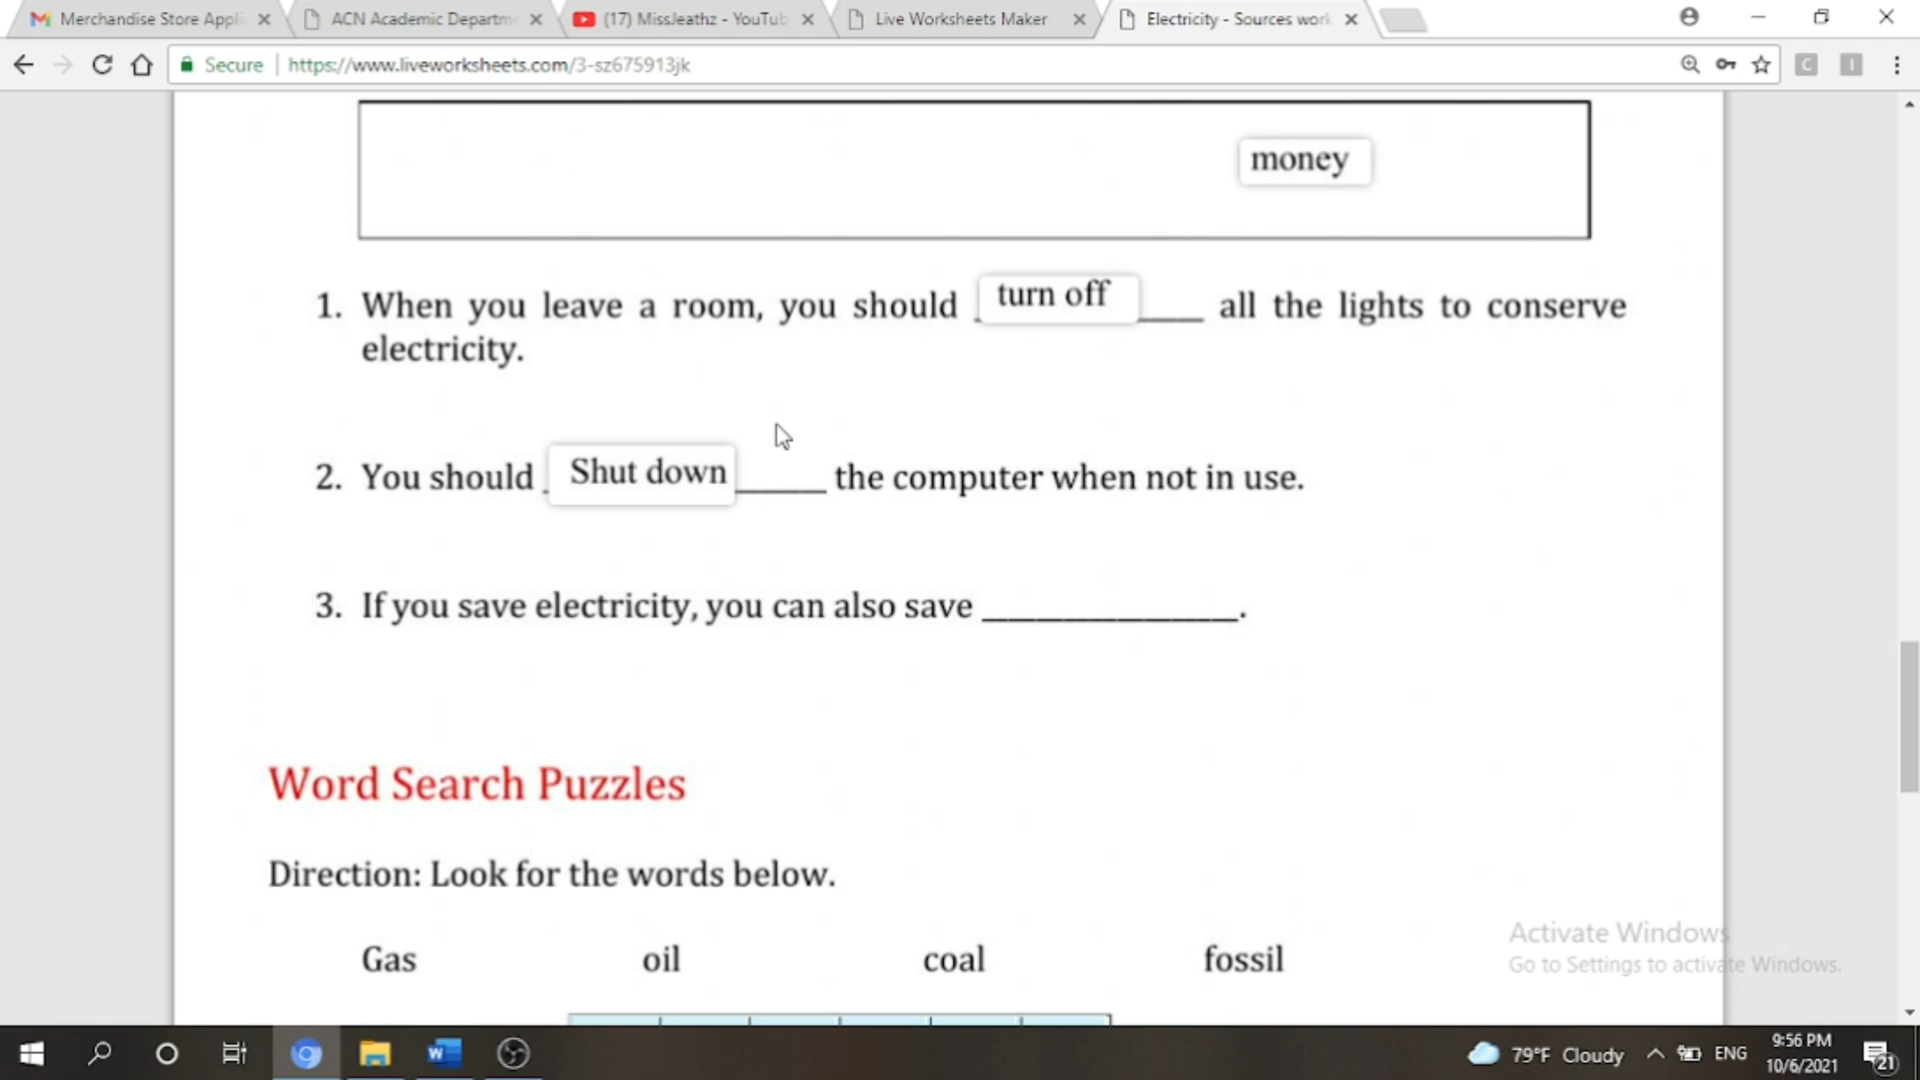 Merchandise Store Appli
ACN Academic Departme
(17) MissJeathz - YouTub
Live Worksheets Maker
Electricity - Sources work
Secure
https://www.liveworksheets.com/3-sz675913jk
money
1. When you leave a room, you should turn off all the lights to conserve
electricity.
2. You should Shut down the computer when not in use.
3. If you save electricity, you can also save ________________.
Word Search Puzzles
Direction: Look for the words below.
Gas oil coal fossil
Activate Windows
Go to Settings to activate Windows.
79°F Cloudy
ENG
9:56 PM
10/6/2021
21